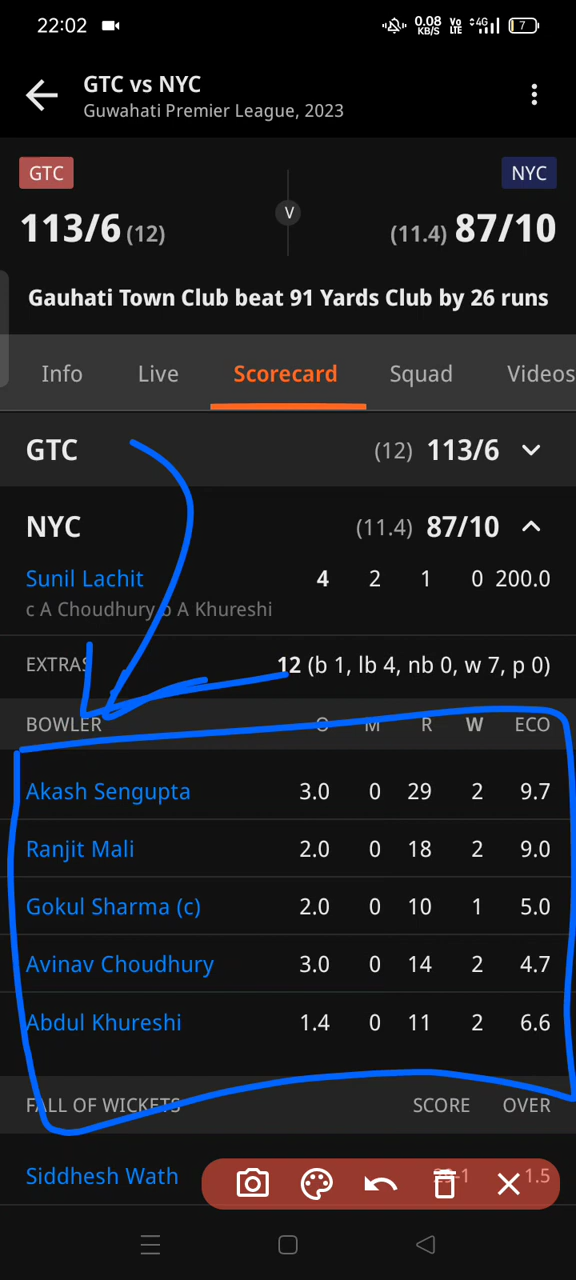 22:02 0.08 KB/S Vo LTE 4G 7
GTC vs NYC
Guwahati Premier League, 2023
GTC NYC
V
113/6 (12) (11.4) 87/10
Gauhati Town Club beat 91 Yards Club by 26 runs
Info Live Scorecard Squad Videos
GTC (12) 113/6
NYC (11.4) 87/10
Sunil Lachit 4 2 1 0 200.0
c A Choudhury b A Khureshi
EXTRAS 12 (b 1, lb 4, nb 0, w 7, p 0)
BOWLER O M R W ECO
Akash Sengupta 3.0 0 29 2 9.7
Ranjit Mali 2.0 0 18 2 9.0
Gokul Sharma (c) 2.0 0 10 1 5.0
Avinav Choudhury 3.0 0 14 2 4.7
Abdul Khureshi 1.4 0 11 2 6.6
FALL OF WICKETS SCORE OVER
Siddhesh Wath 1.5